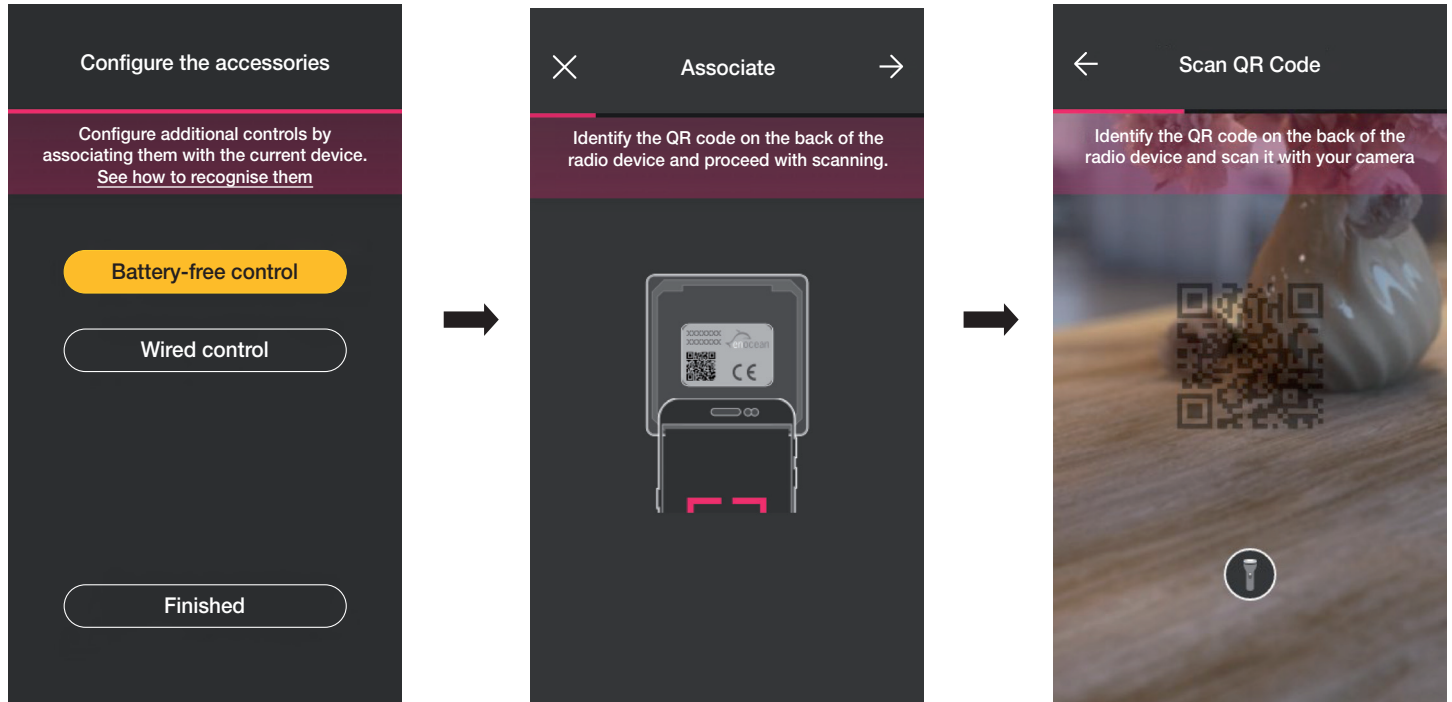 Configure the accessories
Configure additional controls by
associating them with the current device.
See how to recognise them
Battery-free control
Wired control
Finished
Associate
Identify the QR code on the back of the
radio device and proceed with scanning.
XXXXXXX
XXXXXXX
enocean
CE
Scan QR Code
Identify the QR code on the back of the
radio device and scan it with your camera